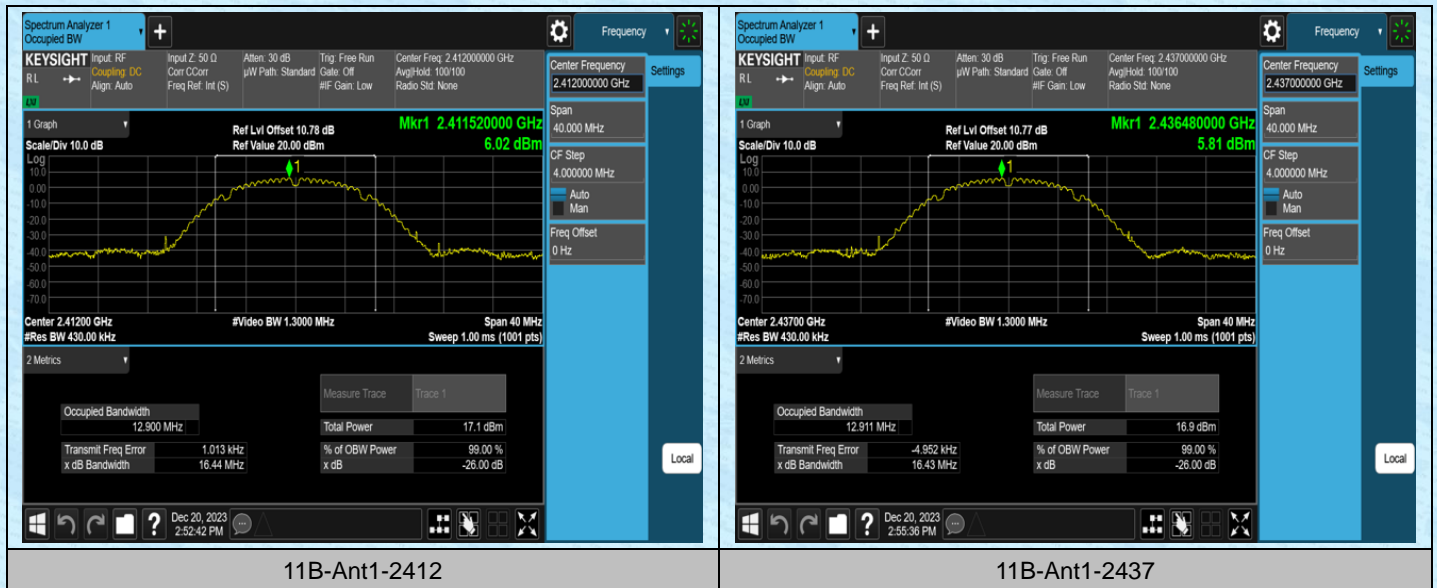 Spectrum Analyzer 1
Occupied BW
Frequency
KEYSIGHT Input: RF Input Z: 50 Ω Atten: 30 dB Trig: Free Run Center Freq: 2.412000000 GHz
RL Coupling: DC Corr CCorr µW Path: Standard Gate: Off Avg|Hold: 100/100
Align: Auto Freq Ref: Int (S) #IF Gain: Low Radio Std: None
LXI
Center Frequency
2.412000000 GHz
Settings
Span
40.000 MHz
CF Step
4.000000 MHz
Auto
Man
Freq Offset
0 Hz
Local
1 Graph
Ref Lvl Offset 10.78 dB Mkr1 2.411520000 GHz
Scale/Div 10.0 dB Ref Value 20.00 dBm 6.02 dBm
Log
1
10.0
0.00
-10.0
-20.0
-30.0
-40.0
-50.0
-60.0
-70.0
Center 2.41200 GHz #Video BW 1.3000 MHz Span 40 MHz
#Res BW 430.00 kHz Sweep 1.00 ms (1001 pts)
2 Metrics
Measure Trace Trace 1
Occupied Bandwidth
12.900 MHz Total Power 17.1 dBm
Transmit Freq Error 1.013 kHz % of OBW Power 99.00 %
x dB Bandwidth 16.44 MHz x dB -26.00 dB
Dec 20, 2023
2:52:42 PM
11B-Ant1-2412
Spectrum Analyzer 1
Occupied BW
Frequency
KEYSIGHT Input: RF Input Z: 50 Ω Atten: 30 dB Trig: Free Run Center Freq: 2.437000000 GHz
RL Coupling: DC Corr CCorr µW Path: Standard Gate: Off Avg|Hold: 100/100
Align: Auto Freq Ref: Int (S) #IF Gain: Low Radio Std: None
LXI
Center Frequency
2.437000000 GHz
Settings
Span
40.000 MHz
CF Step
4.000000 MHz
Auto
Man
Freq Offset
0 Hz
Local
1 Graph
Ref Lvl Offset 10.77 dB Mkr1 2.436480000 GHz
Scale/Div 10.0 dB Ref Value 20.00 dBm 5.81 dBm
Log
1
10.0
0.00
-10.0
-20.0
-30.0
-40.0
-50.0
-60.0
-70.0
Center 2.43700 GHz #Video BW 1.3000 MHz Span 40 MHz
#Res BW 430.00 kHz Sweep 1.00 ms (1001 pts)
2 Metrics
Measure Trace Trace 1
Occupied Bandwidth
12.911 MHz Total Power 16.9 dBm
Transmit Freq Error -4.952 kHz % of OBW Power 99.00 %
x dB Bandwidth 16.43 MHz x dB -26.00 dB
Dec 20, 2023
2:55:36 PM
11B-Ant1-2437